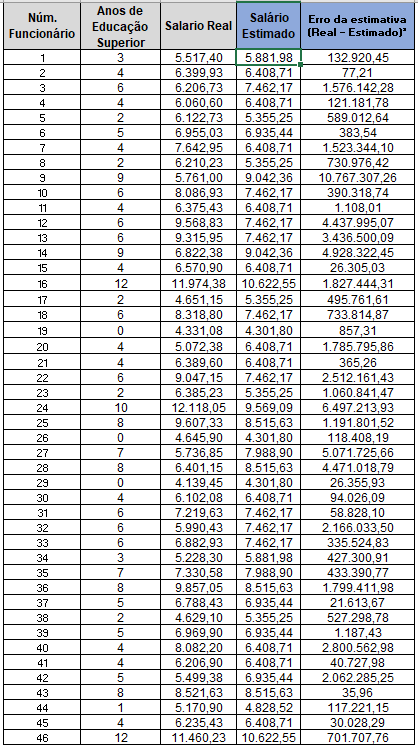 Núm. Funcionário | Anos de Educação Superior | Salario Real | Salário Estimado | Erro da estimativa (Real – Estimado)²
1 3 5.517,40 5.881,98 132.920,45
2 4 6.399,93 6.408,71 77,21
3 6 6.206,73 7.462,17 1.576.142,28
4 4 6.060,60 6.408,71 121.181,78
5 2 6.122,73 5.355,25 589.012,64
6 5 6.955,03 6.935,44 383,54
7 4 7.642,95 6.408,71 1.523.344,10
8 2 6.210,23 5.355,25 730.976,42
9 9 5.761,00 9.042,36 10.767.307,26
10 6 8.086,93 7.462,17 390.318,74
11 4 6.375,43 6.408,71 1.108,01
12 6 9.568,83 7.462,17 4.437.995,07
13 6 9.315,95 7.462,17 3.436.500,09
14 9 6.822,38 9.042,36 4.928.322,45
15 4 6.570,90 6.408,71 26.305,03
16 12 11.974,38 10.622,55 1.827.444,31
17 2 4.651,15 5.355,25 495.761,61
18 6 8.318,80 7.462,17 733.814,87
19 0 4.331,08 4.301,80 857,31
20 4 5.072,38 6.408,71 1.785.795,86
21 4 6.389,60 6.408,71 365,26
22 6 9.047,15 7.462,17 2.512.161,43
23 2 6.385,23 5.355,25 1.060.841,47
24 10 12.118,05 9.569,09 6.497.213,93
25 8 9.607,33 8.515,63 1.191.801,52
26 0 4.645,90 4.301,80 118.408,19
27 7 5.736,85 7.988,90 5.071.725,66
28 8 6.401,15 8.515,63 4.471.018,79
29 0 4.139,45 4.301,80 26.355,93
30 4 6.102,08 6.408,71 94.026,09
31 6 7.219,63 7.462,17 58.828,10
32 6 5.990,43 7.462,17 2.166.033,50
33 6 6.882,93 7.462,17 335.524,83
34 3 5.228,30 5.881,98 427.300,91
35 7 7.330,58 7.988,90 433.390,77
36 8 9.857,05 8.515,63 1.799.411,98
37 5 6.788,43 6.935,44 21.613,67
38 2 4.629,10 5.355,25 527.298,78
39 5 6.969,90 6.935,44 1.187,43
40 4 8.082,20 6.408,71 2.800.562,98
41 4 6.206,90 6.408,71 40.727,98
42 5 5.499,38 6.935,44 2.062.285,25
43 8 8.521,63 8.515,63 35,96
44 1 5.170,90 4.828,52 117.221,15
45 4 6.235,43 6.408,71 30.028,29
46 12 11.460,23 10.622,55 701.707,76